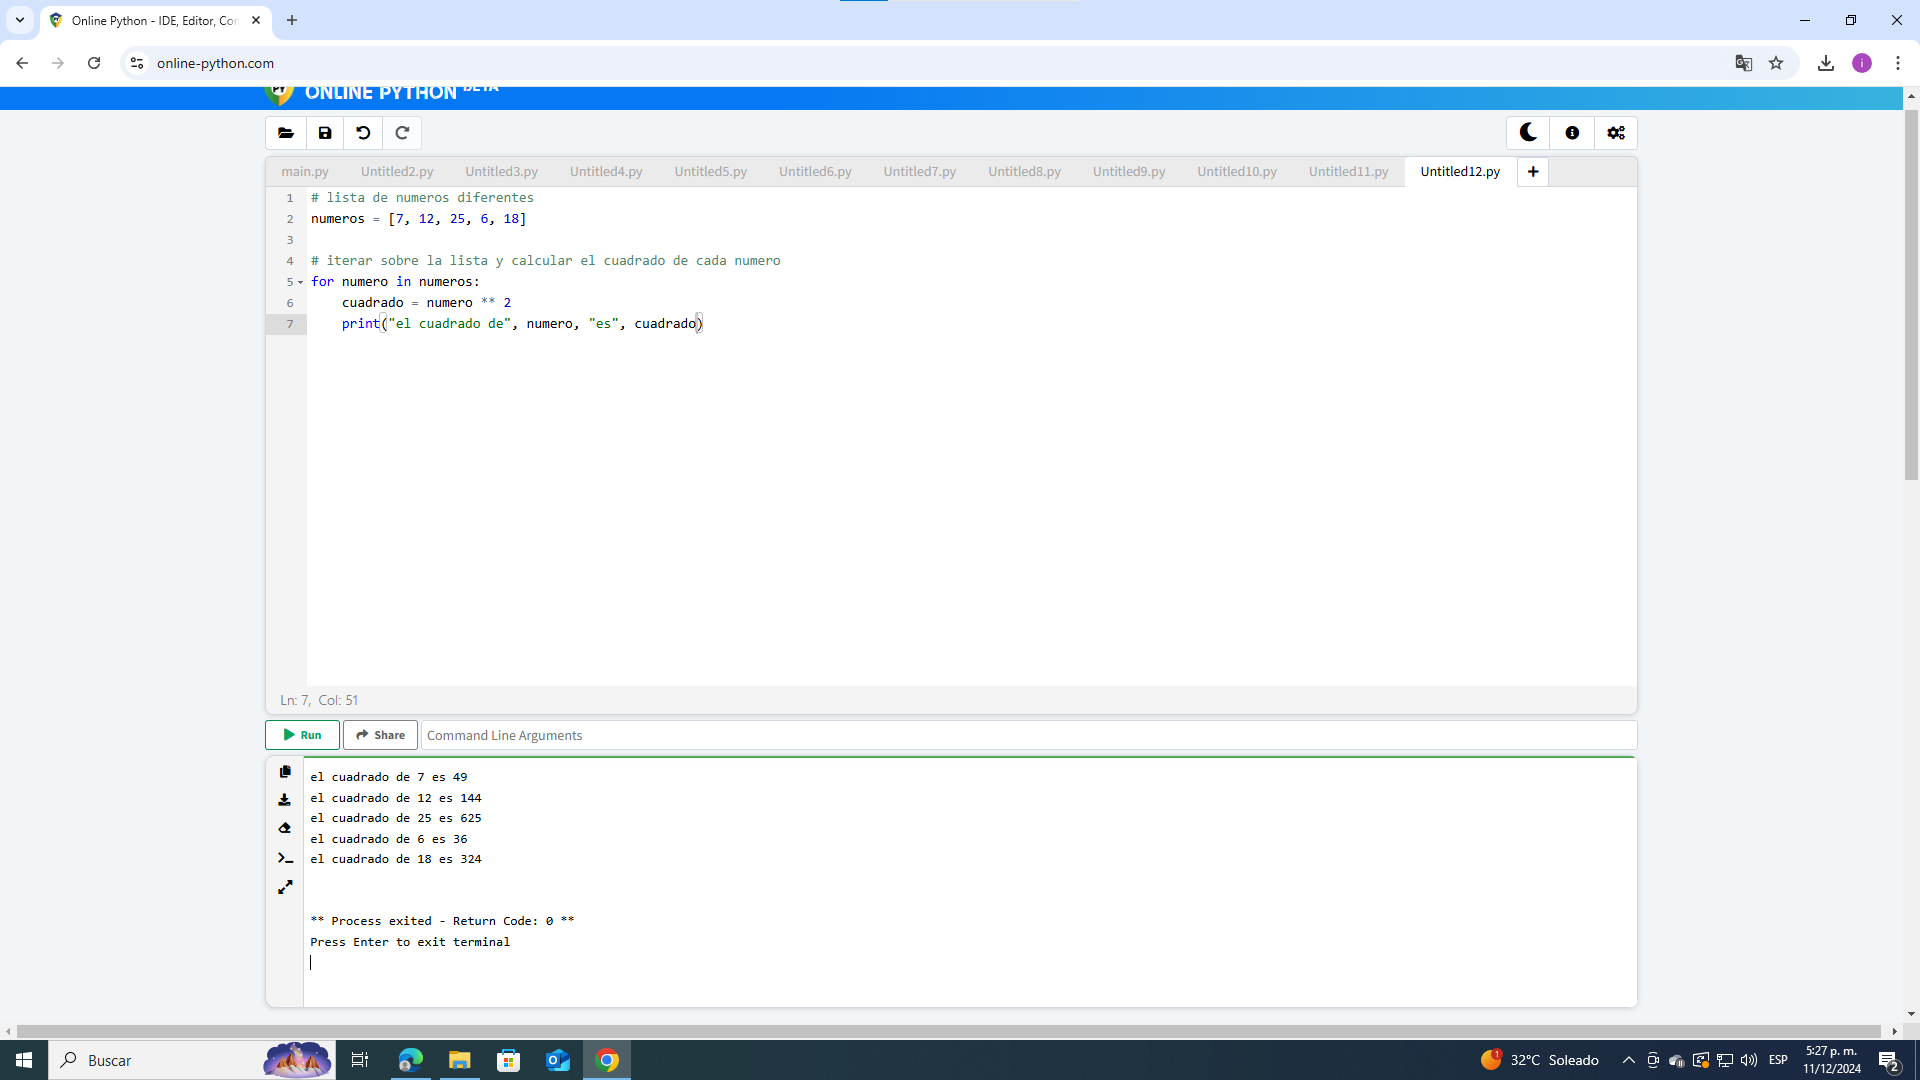 Online Python - IDE, Editor, Con
online-python.com
i
PY ONLINE PYTHON BETA
main.py Untitled2.py Untitled3.py Untitled4.py Untitled5.py Untitled6.py Untitled7.py Untitled8.py Untitled9.py Untitled10.py Untitled11.py Untitled12.py +
1 # lista de numeros diferentes
2 numeros = [7, 12, 25, 6, 18]
3
4 # iterar sobre la lista y calcular el cuadrado de cada numero
5 for numero in numeros:
6 cuadrado = numero ** 2
7 print("el cuadrado de", numero, "es", cuadrado)
Ln: 7, Col: 51
Run Share Command Line Arguments
el cuadrado de 7 es 49
el cuadrado de 12 es 144
el cuadrado de 25 es 625
el cuadrado de 6 es 36
el cuadrado de 18 es 324
** Process exited - Return Code: 0 **
Press Enter to exit terminal
Buscar
1 32°C Soleado
ESP
5:27 p. m.
11/12/2024
2